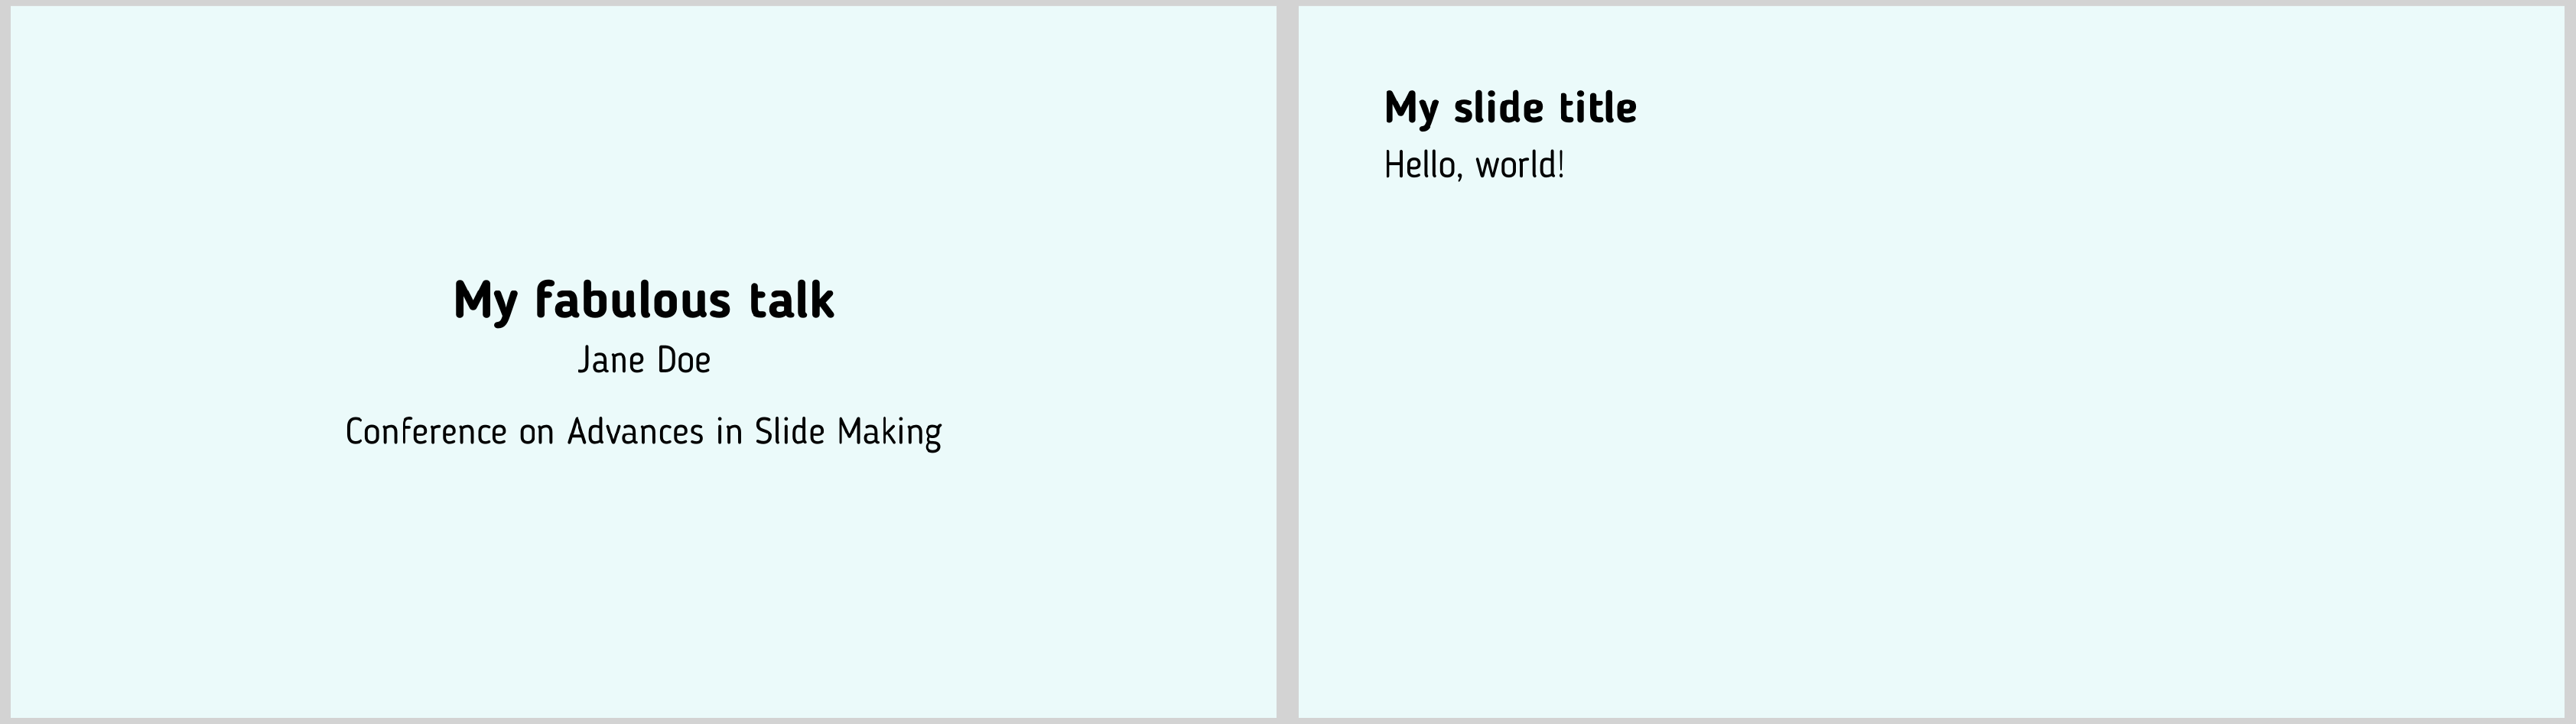 My fabulous talk
Jane Doe
Conference on Advances in Slide Making
My slide title
Hello, world!